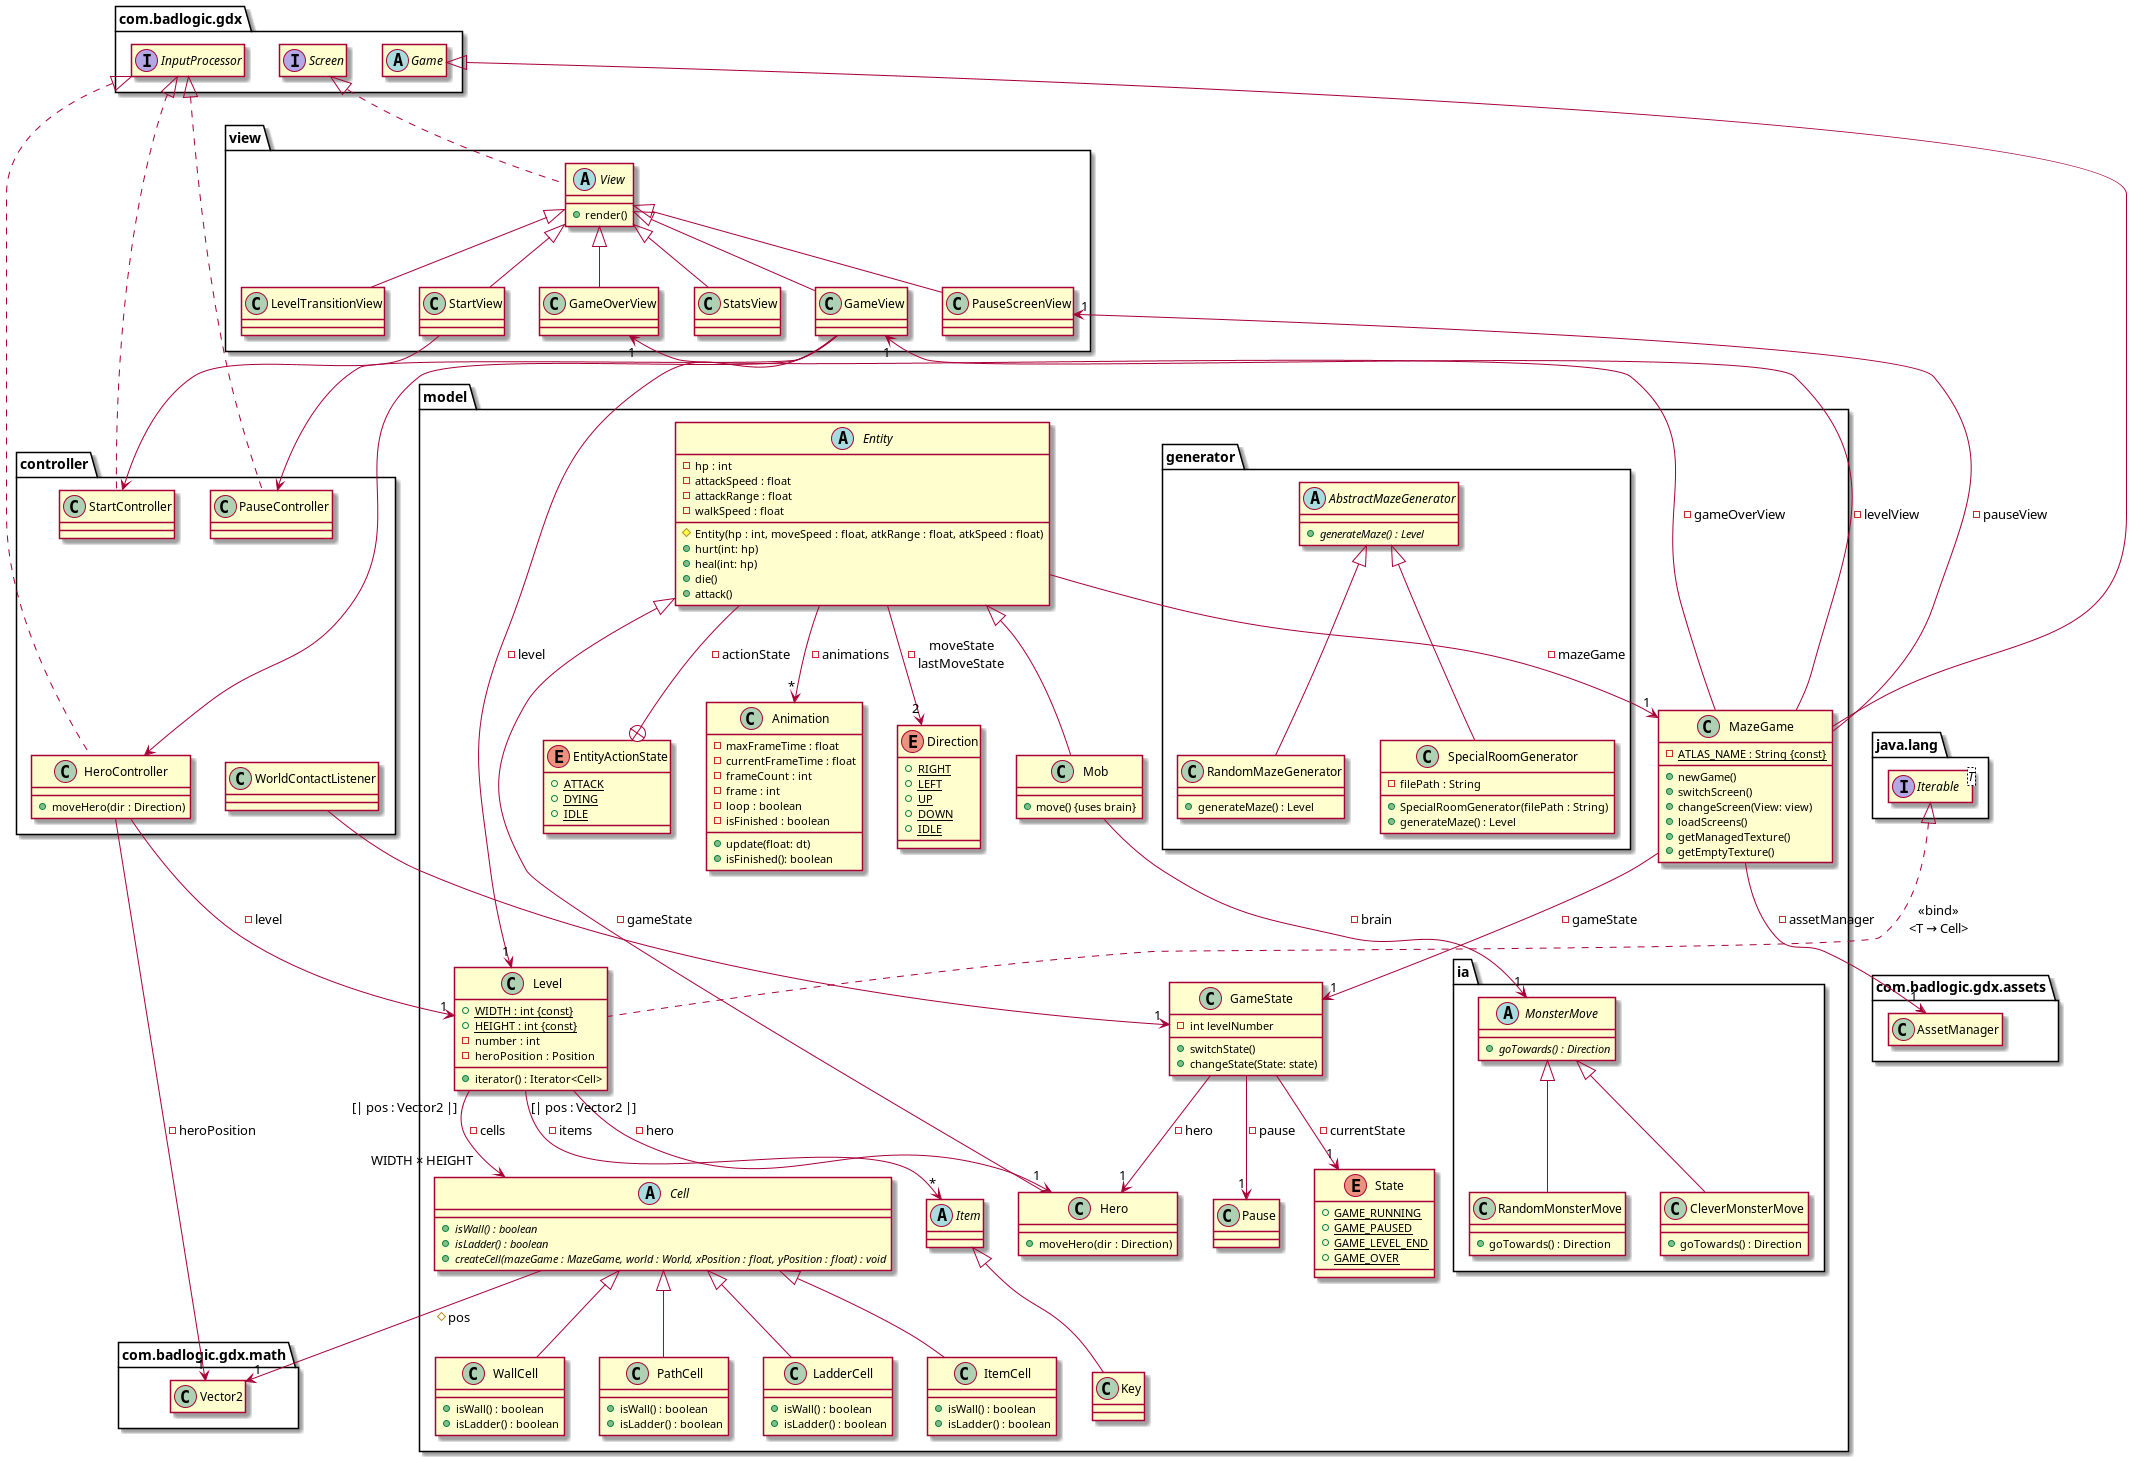 com.badlogic.gdx
I InputProcessor
I Screen
A Game
view
A View
render()
C LevelTransitionView
C StartView
C GameOverView
C StatsView
C GameView
C PauseScreenView
1
1
1
model
controller
C StartController
C PauseController
A Entity
hp : int
attackSpeed : float
attackRange : float
walkSpeed : float
Entity(hp : int, moveSpeed : float, atkRange : float, atkSpeed : float)
hurt(int: hp)
heal(int: hp)
die()
attack()
generator
A AbstractMazeGenerator
generateMaze() : Level
gameOverView
levelView
pauseView
level
actionState
animations
moveState
lastMoveState
mazeGame
*
2
1
C HeroController
moveHero(dir : Direction)
C WorldContactListener
E EntityActionState
ATTACK
DYING
IDLE
C Animation
maxFrameTime : float
currentFrameTime : float
frameCount : int
frame : int
loop : boolean
isFinished : boolean
update(float: dt)
isFinished(): boolean
E Direction
RIGHT
LEFT
UP
DOWN
IDLE
C Mob
move() {uses brain}
C RandomMazeGenerator
generateMaze() : Level
C SpecialRoomGenerator
filePath : String
SpecialRoomGenerator(filePath : String)
generateMaze() : Level
C MazeGame
ATLAS_NAME : String {const}
newGame()
switchScreen()
changeScreen(View: view)
loadScreens()
getManagedTexture()
getEmptyTexture()
java.lang
I Iterable
T
level
gameState
brain
gameState
assetManager
«bind»
<T → Cell>
1
1
1
1
1
1
1
C Level
WIDTH : int {const}
HEIGHT : int {const}
number : int
heroPosition : Position
iterator() : Iterator<Cell>
C GameState
int levelNumber
switchState()
changeState(State: state)
ia
A MonsterMove
goTowards() : Direction
com.badlogic.gdx.assets
C AssetManager
[| pos : Vector2 |]
[| pos : Vector2 |]
heroPosition
cells
items
hero
hero
pause
currentState
WIDTH × HEIGHT
*
1
1
1
1
A Cell
isWall() : boolean
isLadder() : boolean
createCell(mazeGame : MazeGame, world : World, xPosition : float, yPosition : float) : void
A Item
C Hero
moveHero(dir : Direction)
C Pause
E State
GAME_RUNNING
GAME_PAUSED
GAME_LEVEL_END
GAME_OVER
C RandomMonsterMove
goTowards() : Direction
C CleverMonsterMove
goTowards() : Direction
pos
com.badlogic.gdx.math
1
C Vector2
C WallCell
isWall() : boolean
isLadder() : boolean
C PathCell
isWall() : boolean
isLadder() : boolean
C LadderCell
isWall() : boolean
isLadder() : boolean
C ItemCell
isWall() : boolean
isLadder() : boolean
C Key